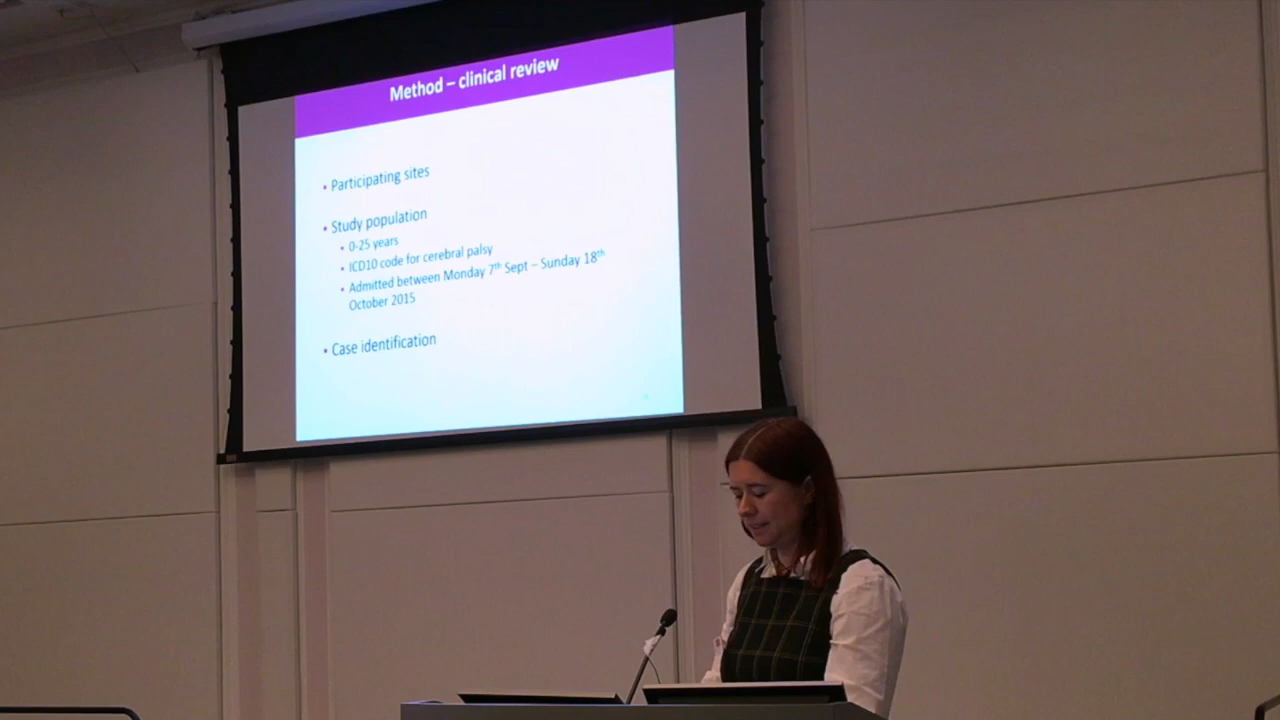 Method – clinical review
• Participating sites
• Study population
• 0-25 years
• ICD10 code for cerebral palsy
• Admitted between Monday 7th Sept – Sunday 18th
October 2015
• Case identification